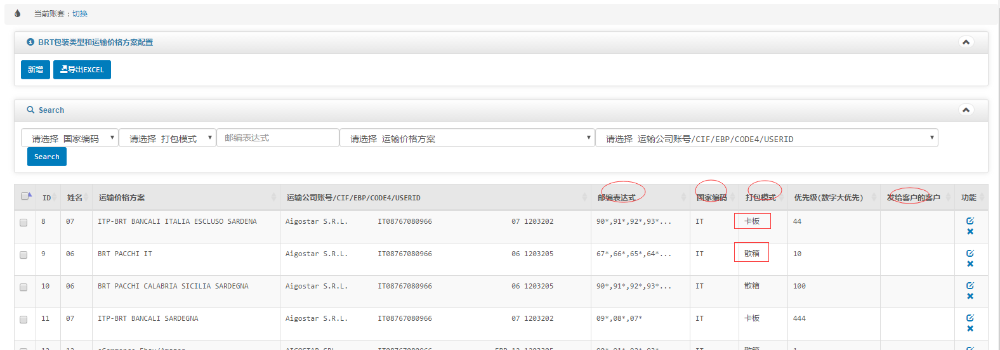 当前账套 : 切换
BRT包装类型和运输价格方案配置
新增 导出EXCEL
Search
请选择 国家编码 请选择 打包模式 邮编表达式 请选择 运输价格方案 请选择 运输公司账号/CIF/EBP/CODE4/USERID
Search
ID 姓名 运输价格方案 运输公司账号/CIF/EBP/CODE4/USERID 邮编表达式 国家编码 打包模式 优先级(数字大优先) 发给客户的客户 功能
8 07 ITP-BRT BANCALI ITALIA ESCLUSO SARDENA Aigostar S.R.L. IT08767080966 07 1203202 90*,91*,92*,93*... IT 卡板 44
9 06 BRT PACCHI IT Aigostar S.R.L. IT08767080966 06 1203205 67*,66*,65*,64*... IT 散箱 10
10 06 BRT PACCHI CALABRIA SICILIA SARDEGNA Aigostar S.R.L. IT08767080966 06 1203205 90*,91*,92*,93*... IT 散箱 100
11 07 ITP-BRT BANCALI SARDEGNA Aigostar S.R.L. IT08767080966 07 1203202 09*,08*,07* IT 卡板 444